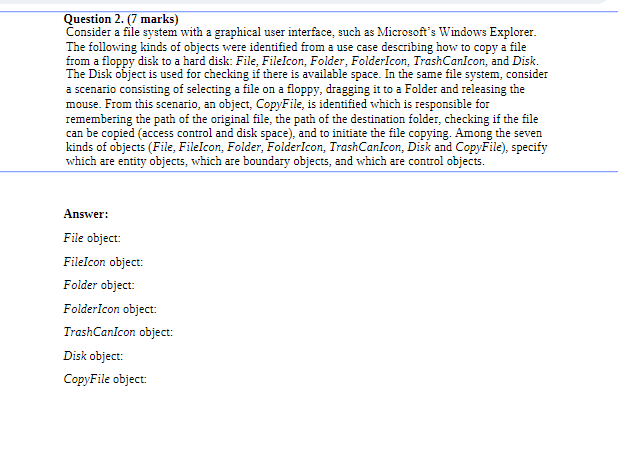 Question 2. (7 marks)
Consider a file system with a graphical user interface, such as Microsoft's Windows Explorer.
The following kinds of objects were identified from a use case describing how to copy a file
from a floppy disk to a hard disk: File, FileIcon, Folder, FolderIcon, TrashCanIcon, and Disk.
The Disk object is used for checking if there is available space. In the same file system, consider
a scenario consisting of selecting a file on a floppy, dragging it to a Folder and releasing the
mouse. From this scenario, an object, CopyFile, is identified which is responsible for
remembering the path of the original file, the path of the destination folder, checking if the file
can be copied (access control and disk space), and to initiate the file copying. Among the seven
kinds of objects (File, FileIcon, Folder, FolderIcon, TrashCanIcon, Disk and CopyFile), specify
which are entity objects, which are boundary objects, and which are control objects.
Answer:
File object:
FileIcon object:
Folder object:
FolderIcon object:
TrashCanIcon object:
Disk object:
CopyFile object: